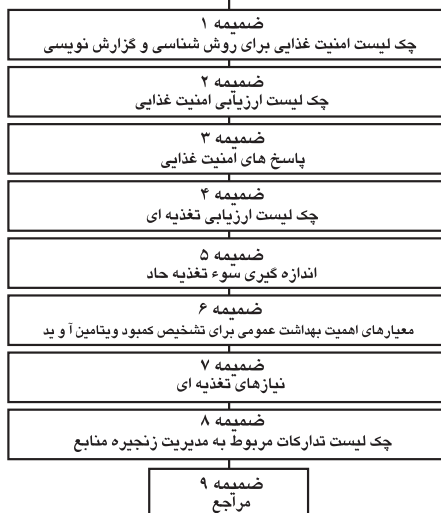 ضمیمه ۱
چک لیست امنیت غذایی برای روش شناسی و گزارش نویسی
ضمیمه ۲
چک لیست ارزیابی امنیت غذایی
ضمیمه ۳
پاسخ های امنیت غذایی
ضمیمه ۴
چک لیست ارزیابی تغذیه ای
ضمیمه ۵
اندازه گیری سوء تغذیه حاد
ضمیمه ۶
معیارهای اهمیت بهداشت عمومی برای تشخیص کمبود ویتامین آ و ید
ضمیمه ۷
نیازهای تغذیه ای
ضمیمه ۸
چک لیست تدارکات مربوط به مدیریت زنجیره منابع
ضمیمه ۹
مراجع